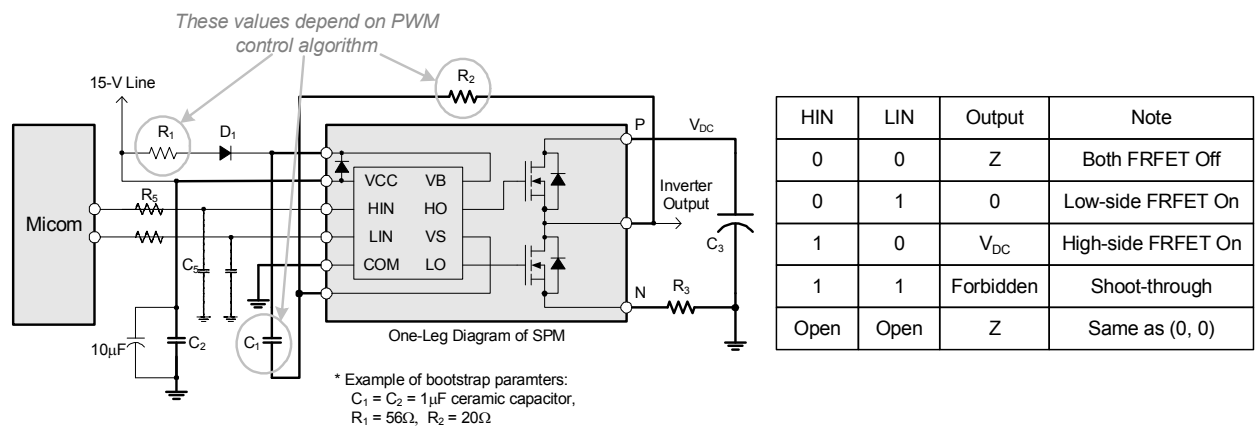 These values depend on PWM
control algorithm
15-V Line
R1
D1
R2
P
VDC
Micom
R5
VCC
VB
HIN
HO
LIN
VS
COM
LO
Inverter
Output
C3
C5
N
R3
10μF
C2
C1
One-Leg Diagram of SPM
* Example of bootstrap paramters:
C1 = C2 = 1μF ceramic capacitor,
R1 = 56Ω, R2 = 20Ω
HIN LIN Output Note
0 0 Z Both FRFET Off
0 1 0 Low-side FRFET On
1 0 VDC High-side FRFET On
1 1 Forbidden Shoot-through
Open Open Z Same as (0, 0)